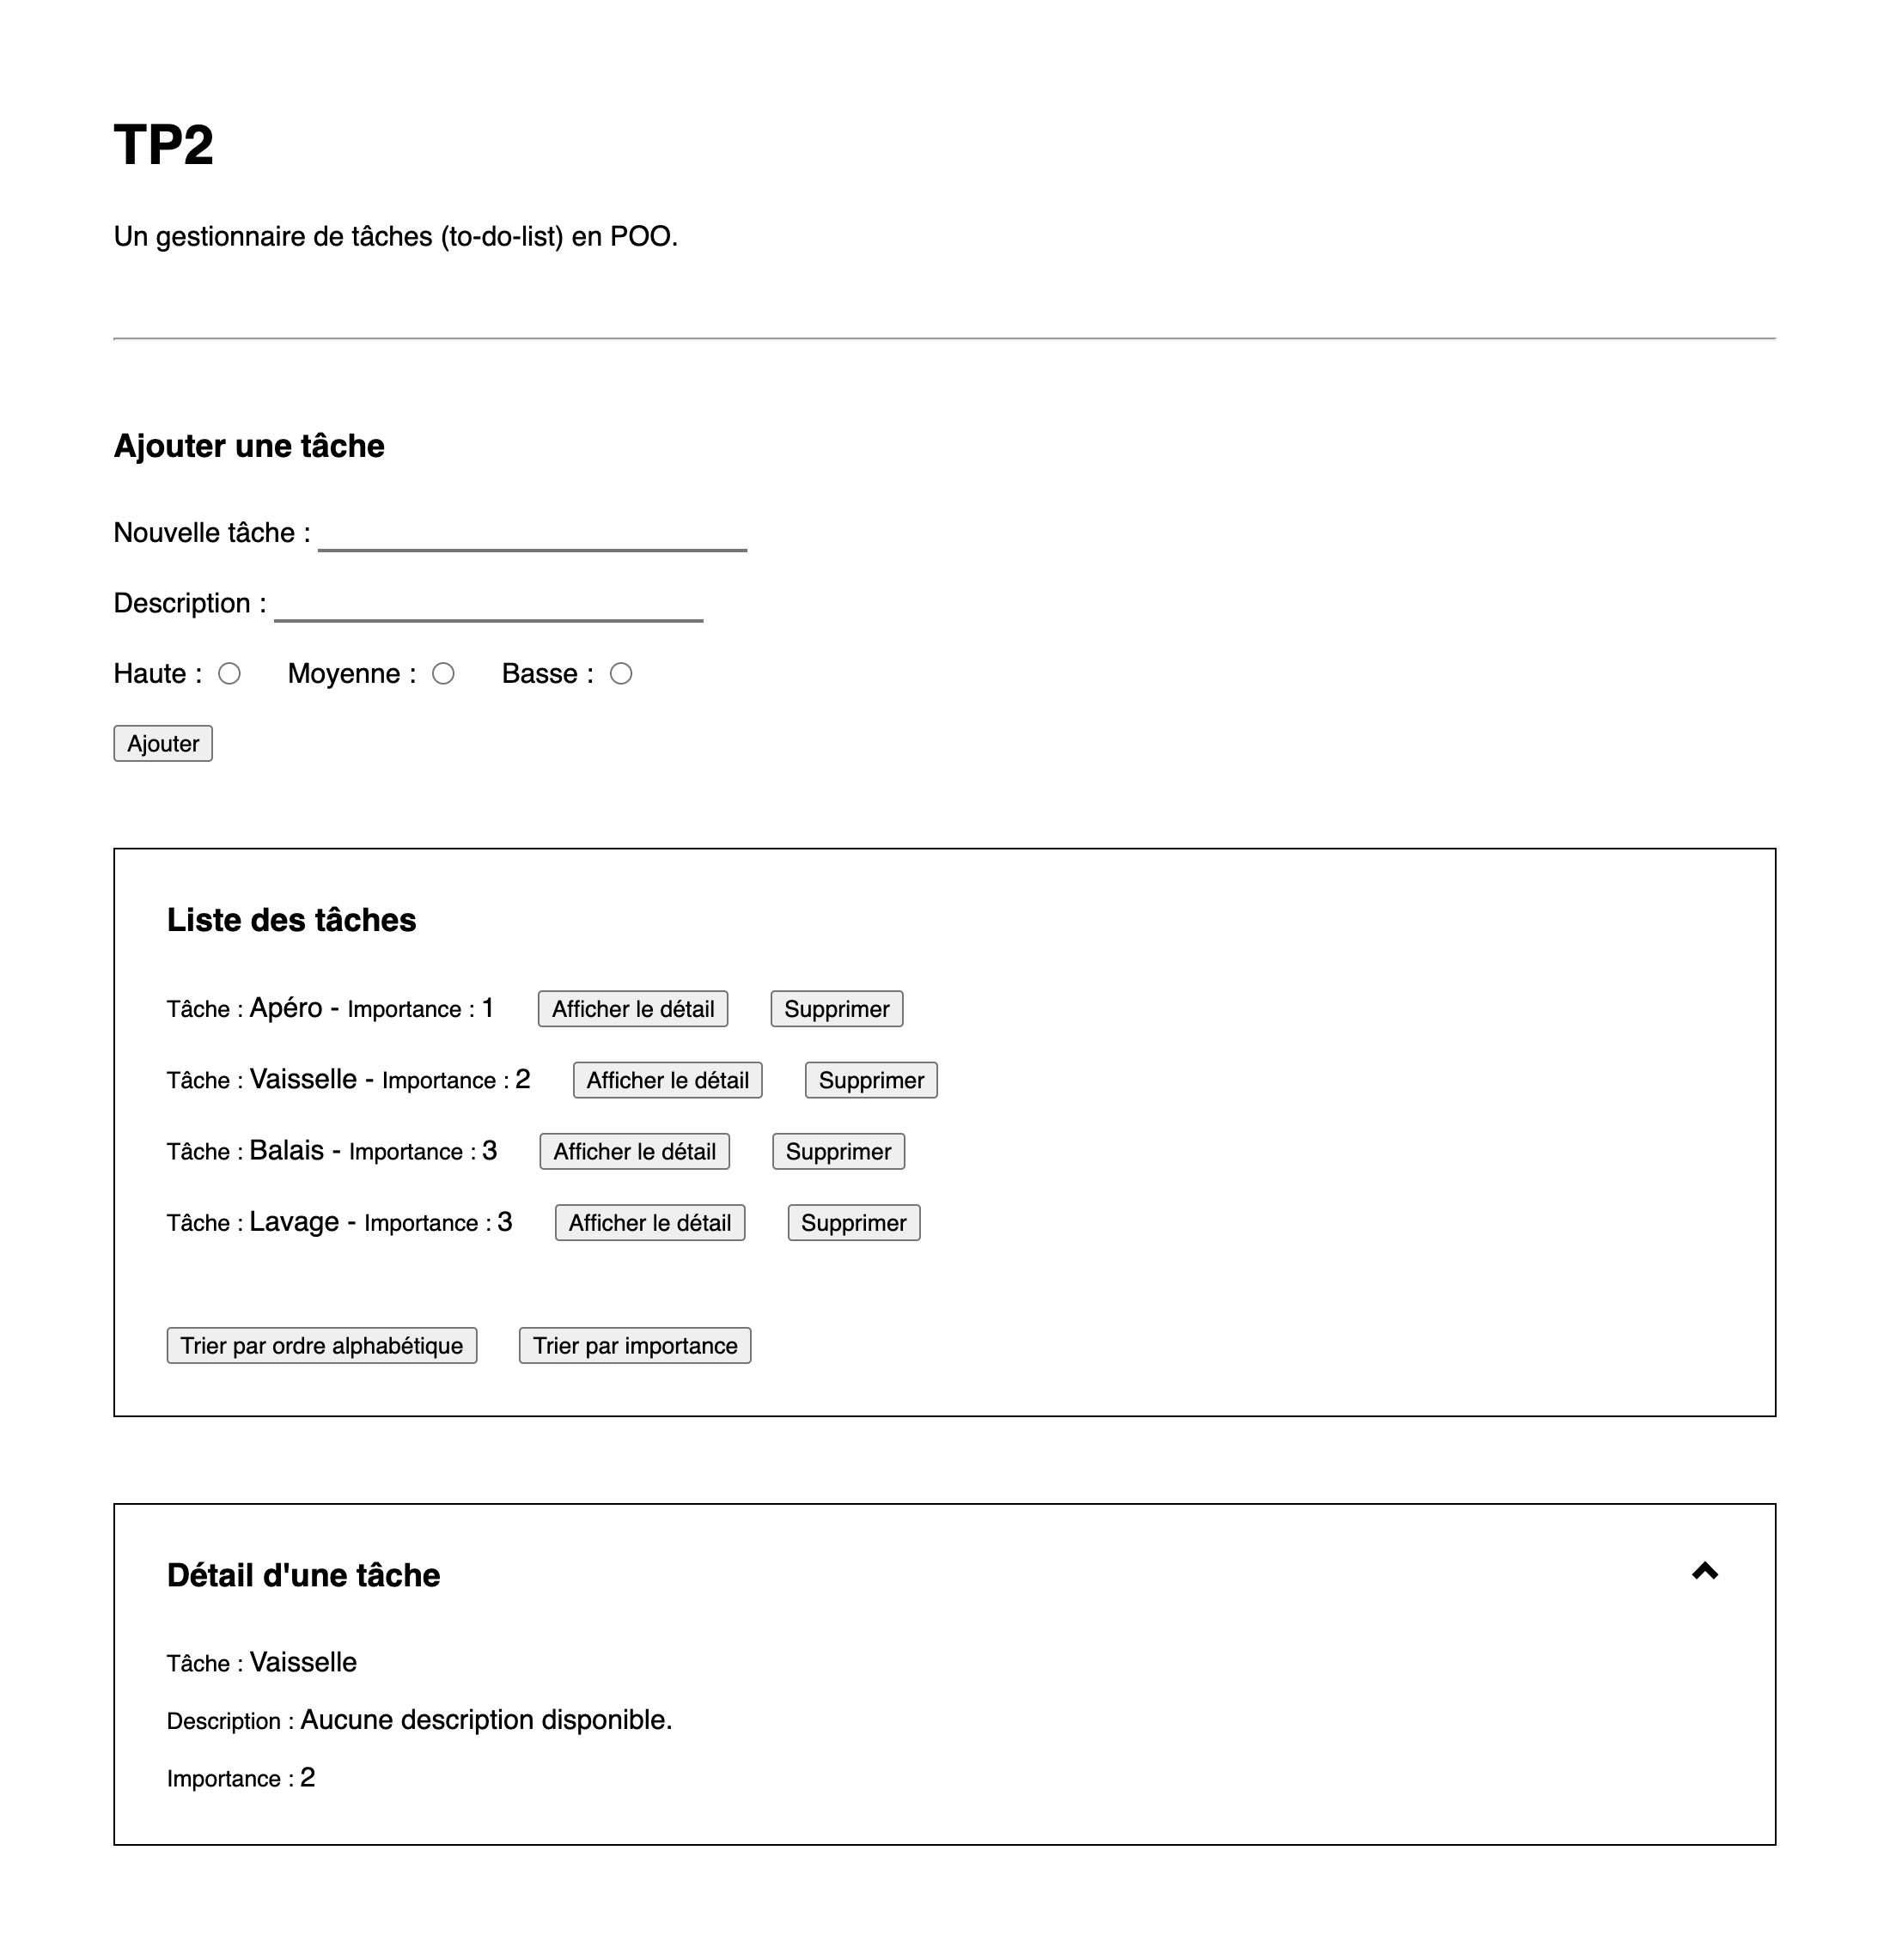 TP2
Un gestionnaire de tâches (to-do-list) en POO.
Ajouter une tâche
Nouvelle tâche :
Description :
Haute : Moyenne : Basse :
Ajouter
Liste des tâches
Tâche : Apéro - Importance : 1 Afficher le détail Supprimer
Tâche : Vaisselle - Importance : 2 Afficher le détail Supprimer
Tâche : Balais - Importance : 3 Afficher le détail Supprimer
Tâche : Lavage - Importance : 3 Afficher le détail Supprimer
Trier par ordre alphabétique Trier par importance
Détail d'une tâche
Tâche : Vaisselle
Description : Aucune description disponible.
Importance : 2